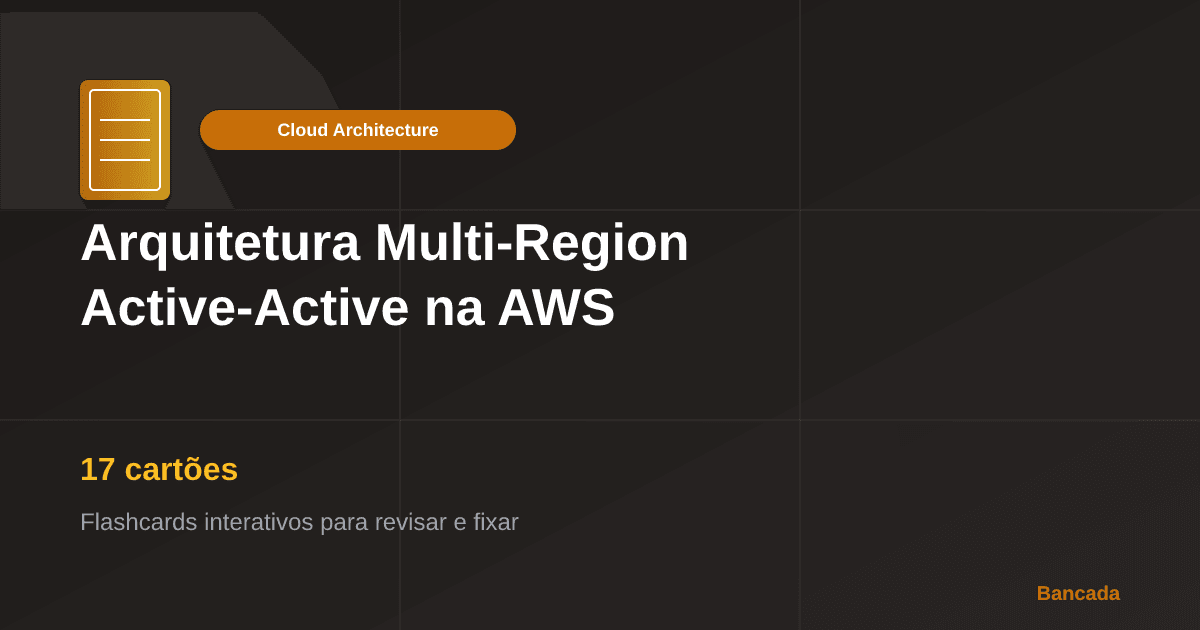 Cloud Architecture
Arquitetura Multi-Region
Active-Active na AWS
17 cartões
Flashcards interativos para revisar e fixar
Bancada